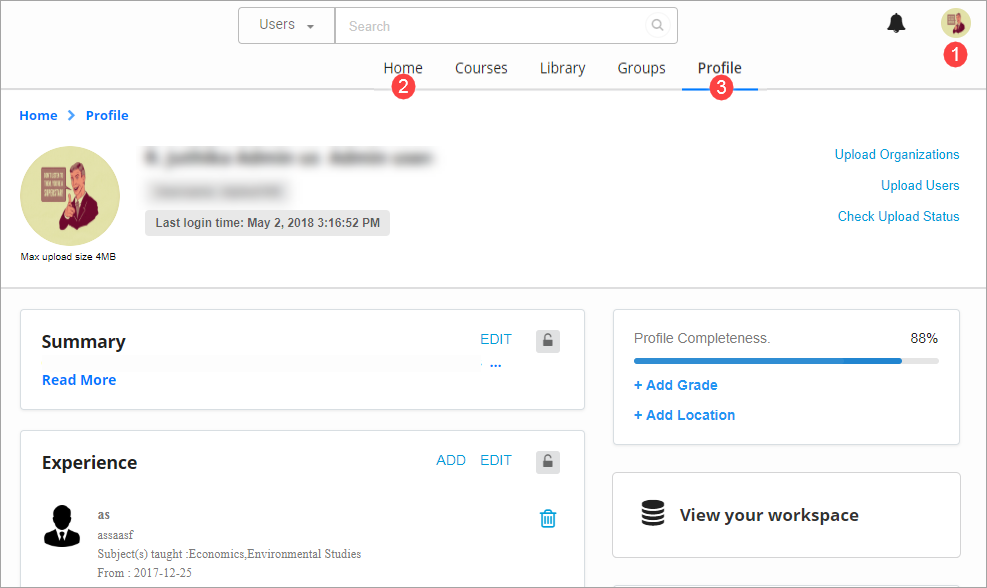 Users
Search
1
Home
Courses
Library
Groups
Profile
2
3
Home
Profile
Upload Organizations
Upload Users
Last login time: May 2, 2018 3:16:52 PM
Check Upload Status
Max upload size 4MB
Summary
EDIT
...
Read More
Profile Completeness.
88%
+ Add Grade
+ Add Location
Experience
ADD
EDIT
as
assaasf
Subject(s) taught :Economics,Environmental Studies
From : 2017-12-25
View your workspace